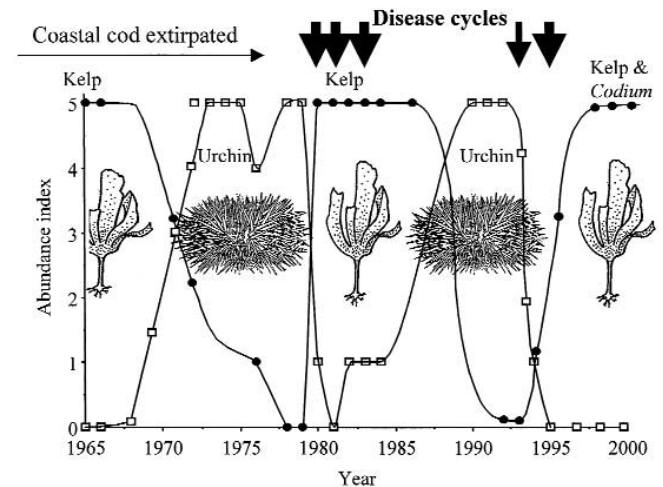 Disease cycles
Coastal cod extirpated
Kelp
Kelp
Kelp &
Codium
Urchin
Urchin
Abundance index
5
4
3
2
1
0
1965 1970 1975 1980 1985 1990 1995 2000
Year